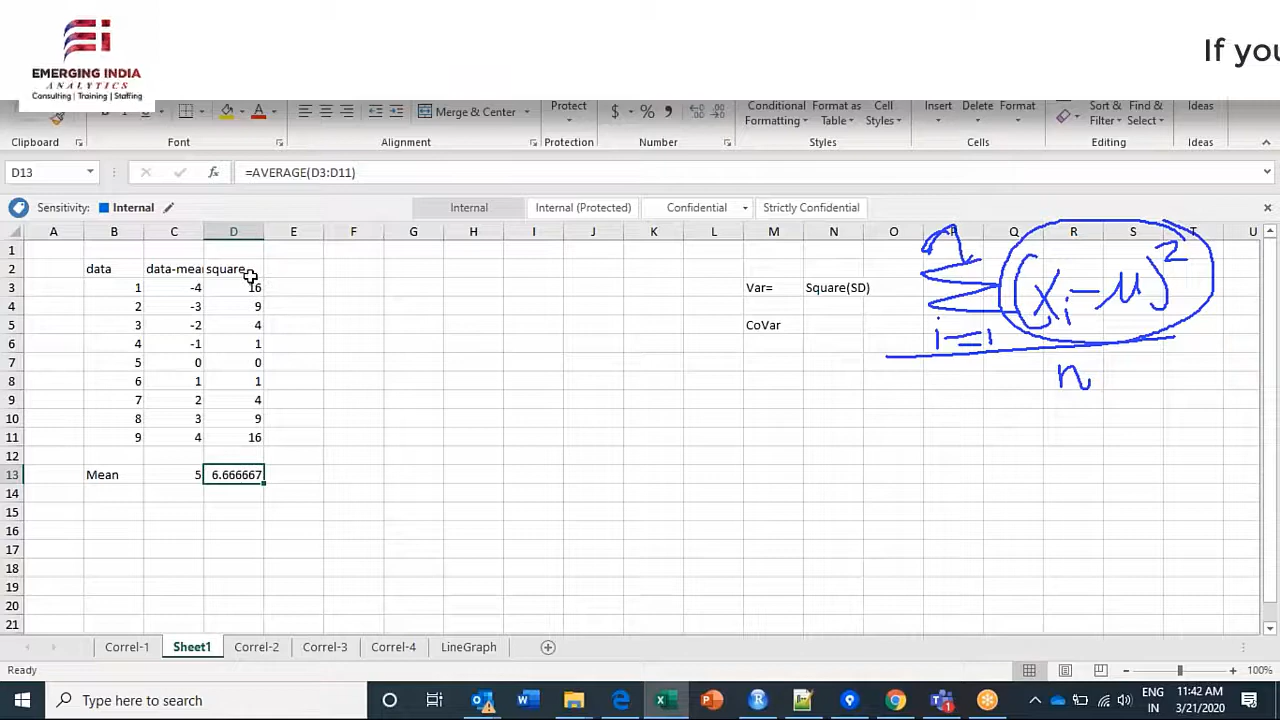 EMERGING INDIA
ANALYTICS
Consulting | Training | Staffing
If you
Merge & Center
Protect
$ % ,
Conditional Formatting
Format as Table
Cell Styles
Insert Delete Format
Sort & Filter
Find & Select
Ideas
Clipboard Font Alignment Protection Number Styles Cells Editing Ideas
D13 fx =AVERAGE(D3:D11)
Sensitivity: Internal Internal Internal (Protected) Confidential Strictly Confidential
A B C D E F G H I J K L M N O P Q R S T U
1
2 data data-mear square
3 1 -4 16 Var= Square(SD)
4 2 -3 9
5 3 -2 4 CoVar
6 4 -1 1
7 5 0 0
8 6 1 1
9 7 2 4
10 8 3 9
11 9 4 16
12
13 Mean 5 6.666667
14
15
16
17
18
19
20
21
Σ (xi-μ)²
i=1
n
Correl-1 Sheet1 Correl-2 Correl-3 Correl-4 LineGraph
Ready 100%
Type here to search
ENG 11:42 AM
IN 3/21/2020